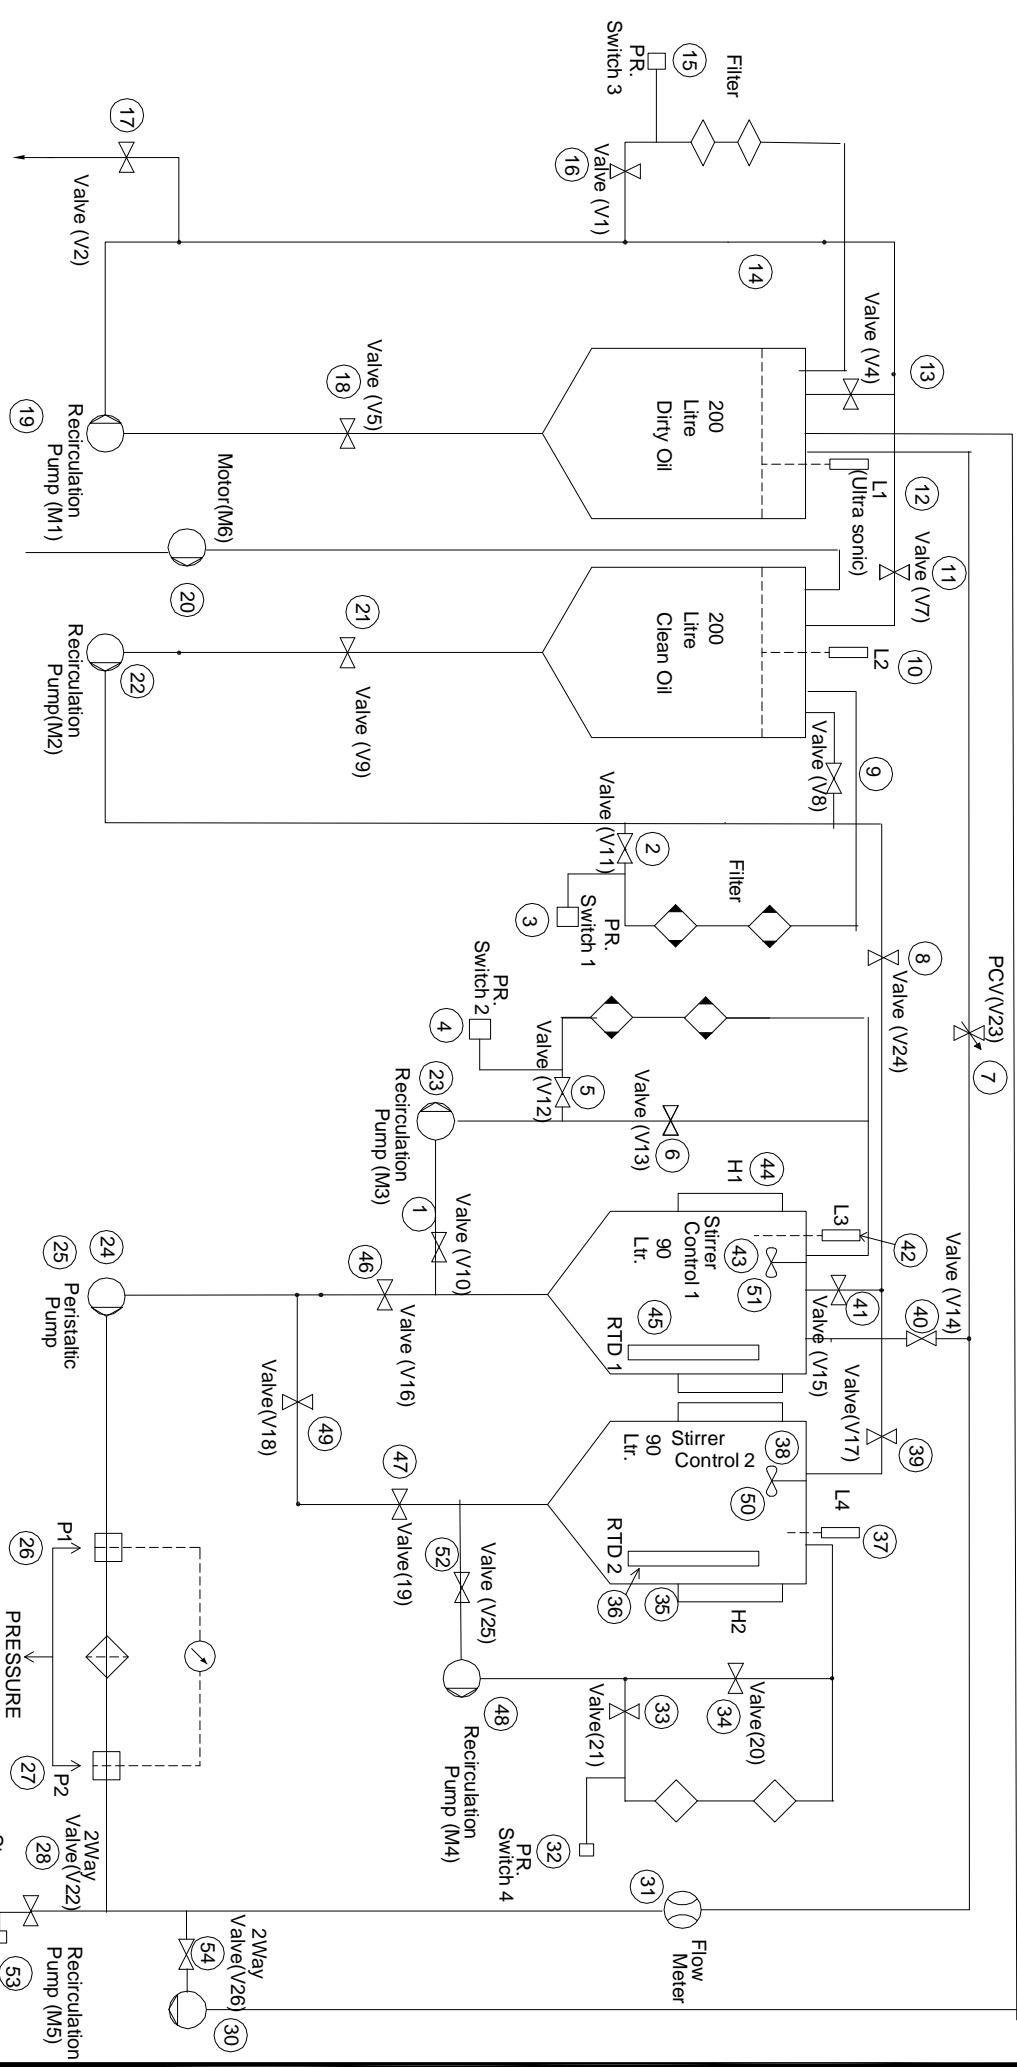 Filter
15
PR.
Switch 3
16
Valve (V1)
17
Valve (V2)
14
13
Valve (V4)
200
Litre
Dirty Oil
Valve (V5)
18
19
Recirculation
Pump (M1)
12
L1
(Ultra sonic)
Motor(M6)
20
11
Valve (V7)
10
L2
200
Litre
Clean Oil
21
Valve (V9)
22
Recirculation
Pump(M2)
9
Valve (V8)
2
Valve (V11)
Filter
3
PR.
Switch 1
8
Valve (V24)
PCV(V23)
7
PR.
Switch 2
4
5
Valve (V12)
6
Valve (V13)
23
Recirculation
Pump (M3)
1
Valve (V10)
44
H1
L3
42
43
51
Stirrer
Control 1
90
Ltr.
45
RTD 1
41
Valve (V15)
40
Valve (V14)
46
Valve (V16)
24
25
Peristaltic
Pump
Valve(V18)
49
Valve(V17)
39
38
50
Stirrer
Control 2
90
Ltr.
RTD 2
36
35
H2
L4
37
47
Valve(19)
52
Valve (V25)
48
Recirculation
Pump (M4)
33
Valve(21)
34
Valve(20)
32
PR.
Switch 4
31
Flow
Meter
P1
26
PRESSURE
P2
27
2Way
Valve(V22)
28
53
Recirculation
Pump (M5)
2Way
Valve(V26)
54
30